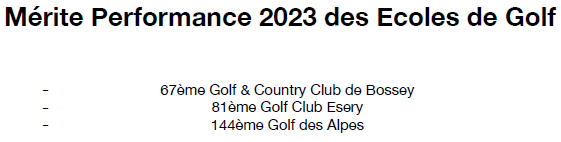 Mérite Performance 2023 des Ecoles de Golf
- 67ème Golf & Country Club de Bossey
- 81ème Golf Club Esery
- 144ème Golf des Alpes